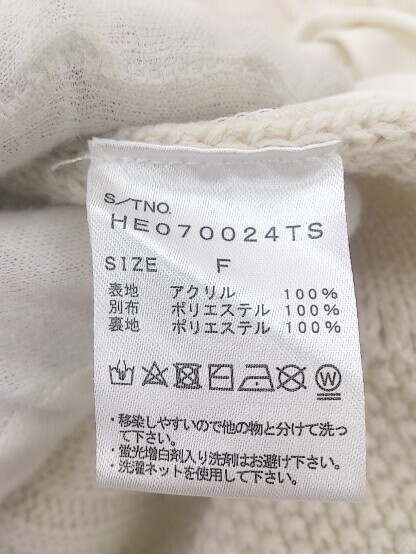 S/TNO.
HE070024TS
SIZE F
表地 アクリル 100%
別布 ポリエステル 100%
裏地 ポリエステル 100%
W
・移染しやすいので他の物と分けて洗っ
て下さい。
・蛍光増白剤入り洗剤はお避け下さい。
・洗濯ネットを使用して下さい。